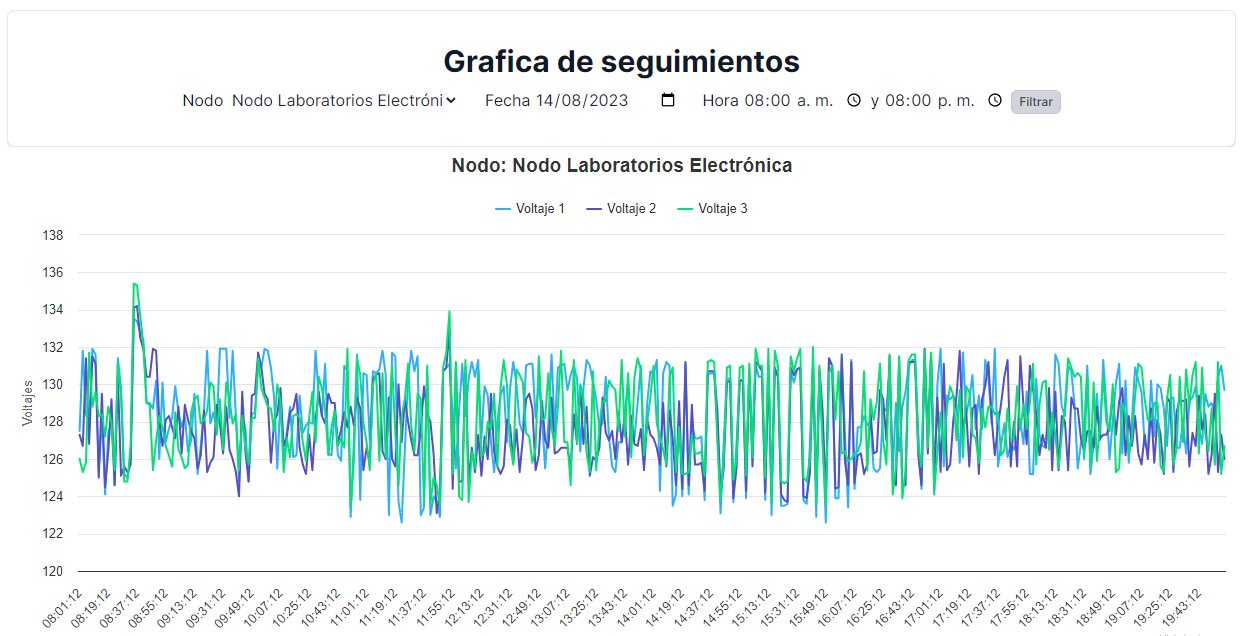 Grafica de seguimientos
Nodo Nodo Laboratorios Electróni Fecha 14/08/2023 Hora 08:00 a. m. y 08:00 p. m. Filtrar
Nodo: Nodo Laboratorios Electrónica
Voltaje 1 Voltaje 2 Voltaje 3
138
136
134
132
130
128
126
124
122
120
Voltajes
08:01:12 08:19:12 08:37:12 08:55:12 09:13:12 09:31:12 09:49:12 10:07:12 10:25:12 10:43:12 11:01:12 11:19:12 11:37:12 11:55:12 12:13:12 12:31:12 12:49:12 13:07:12 13:25:12 13:43:12 14:01:12 14:19:12 14:37:12 14:55:12 15:13:12 15:31:12 15:49:12 16:07:12 16:25:12 16:43:12 17:01:12 17:19:12 17:37:12 17:55:12 18:13:12 18:31:12 18:49:12 19:07:12 19:25:12 19:43:12